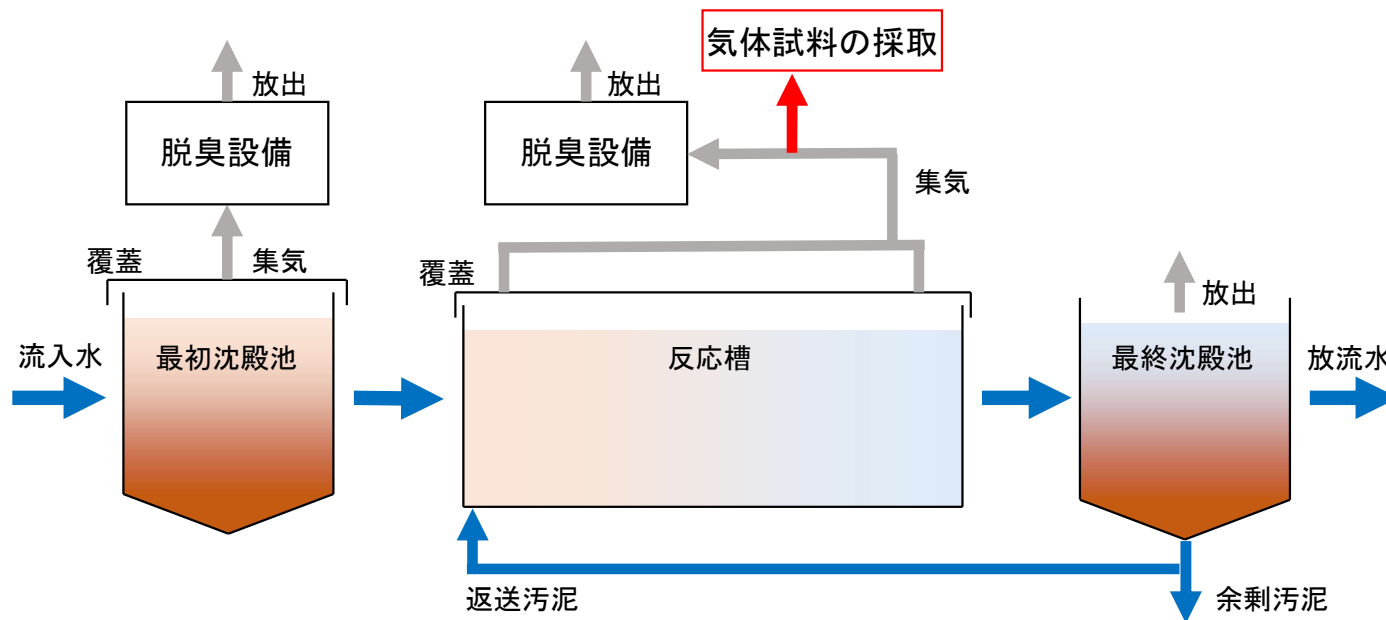 気体試料の採取
放出
放出
脱臭設備
脱臭設備
集気
覆蓋
集気
覆蓋
放出
流入水
最初沈殿池
反応槽
最終沈殿池
放流水
返送汚泥
余剰汚泥